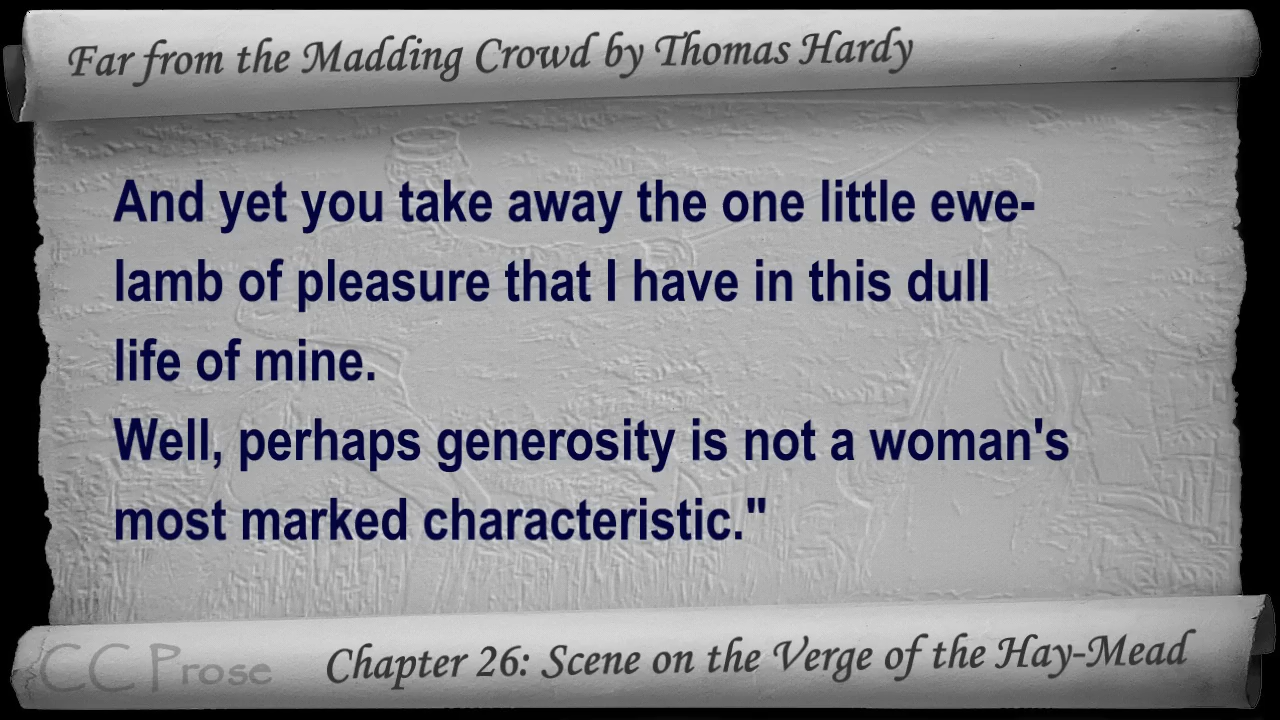 Far from the Madding Crowd by Thomas Hardy
And yet you take away the one little ewe-
lamb of pleasure that I have in this dull
life of mine.
Well, perhaps generosity is not a woman's
most marked characteristic."
CC Prose
Chapter 26: Scene on the Verge of the Hay-Mead